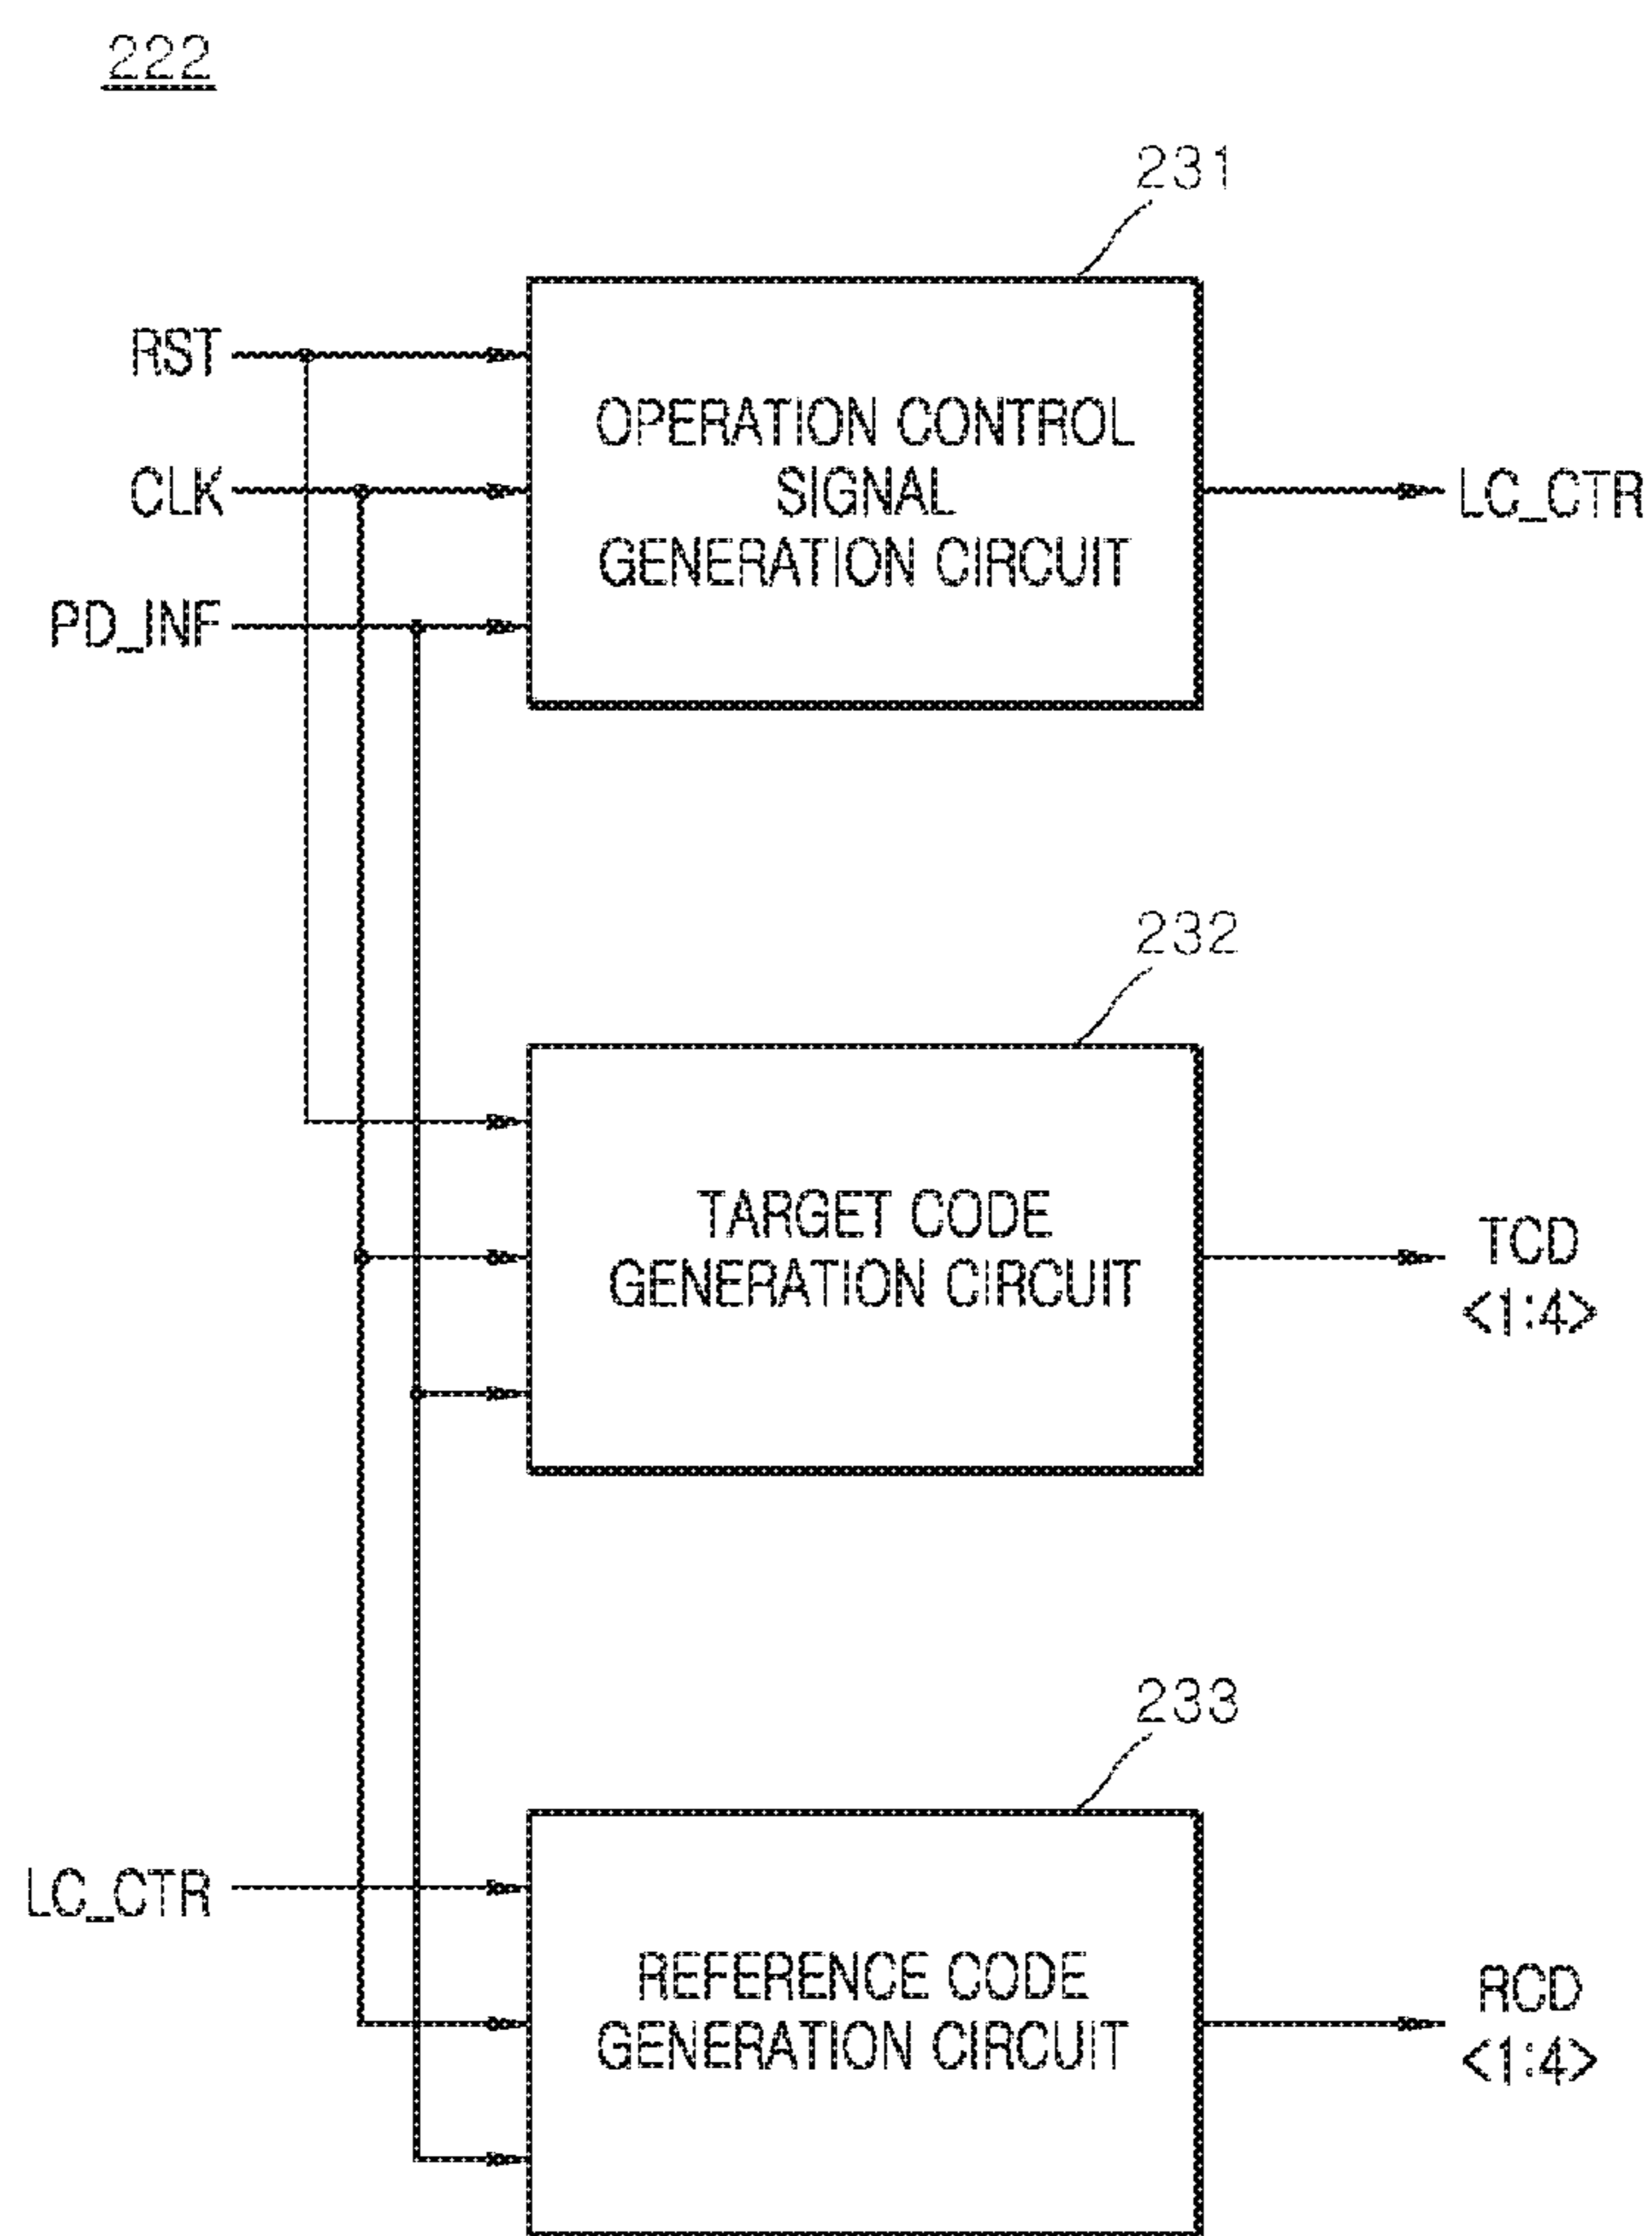 222
231
RST
CLK
PD_INF
OPERATION CONTROL
SIGNAL
GENERATION CIRCUIT
LC_CTR
232
TARGET CODE
GENERATION CIRCUIT
TCD
<1:4>
233
LC_CTR
REFERENCE CODE
GENERATION CIRCUIT
RCD
<1:4>